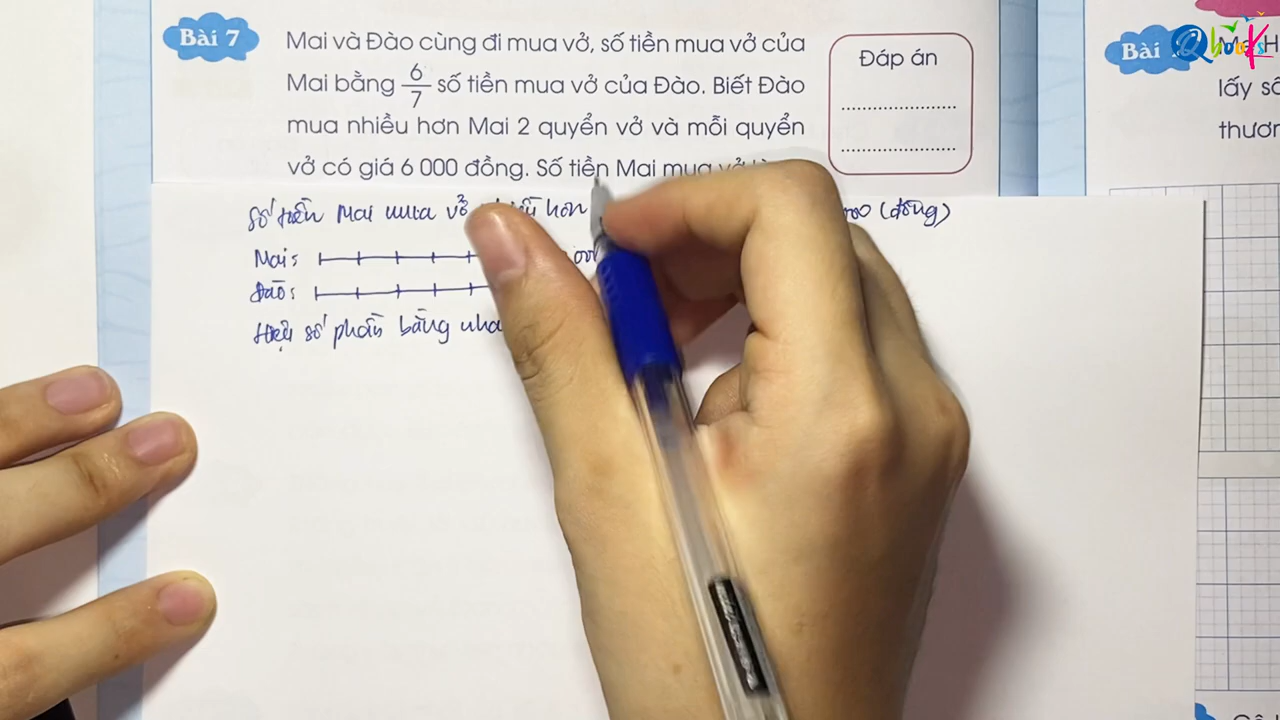 Bài 7
Mai và Đào cùng đi mua vở, số tiền mua vở của
Mai bằng 6/7 số tiền mua vở của Đào. Biết Đào
mua nhiều hơn Mai 2 quyển vở và mỗi quyển
vở có giá 6 000 đồng. Số tiền Mai mua vở
Đáp án
Bài
Qbooks
lấy
thươn
Số tiền Mai mua vở hơn (đồng)
Mai:
Đào:
Hiệu số phần bằng nha